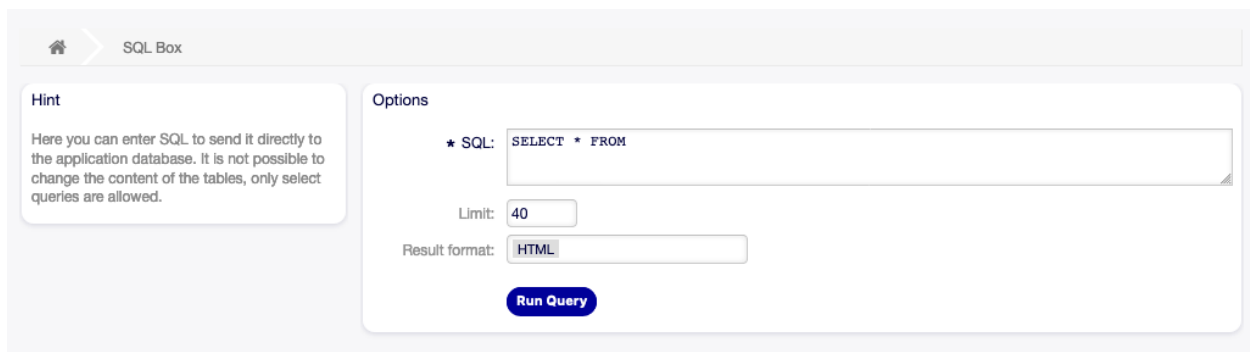 SQL Box
Hint
Here you can enter SQL to send it directly to
the application database. It is not possible to
change the content of the tables, only select
queries are allowed.
Options
★ SQL: SELECT * FROM
Limit: 40
Result format: HTML
Run Query